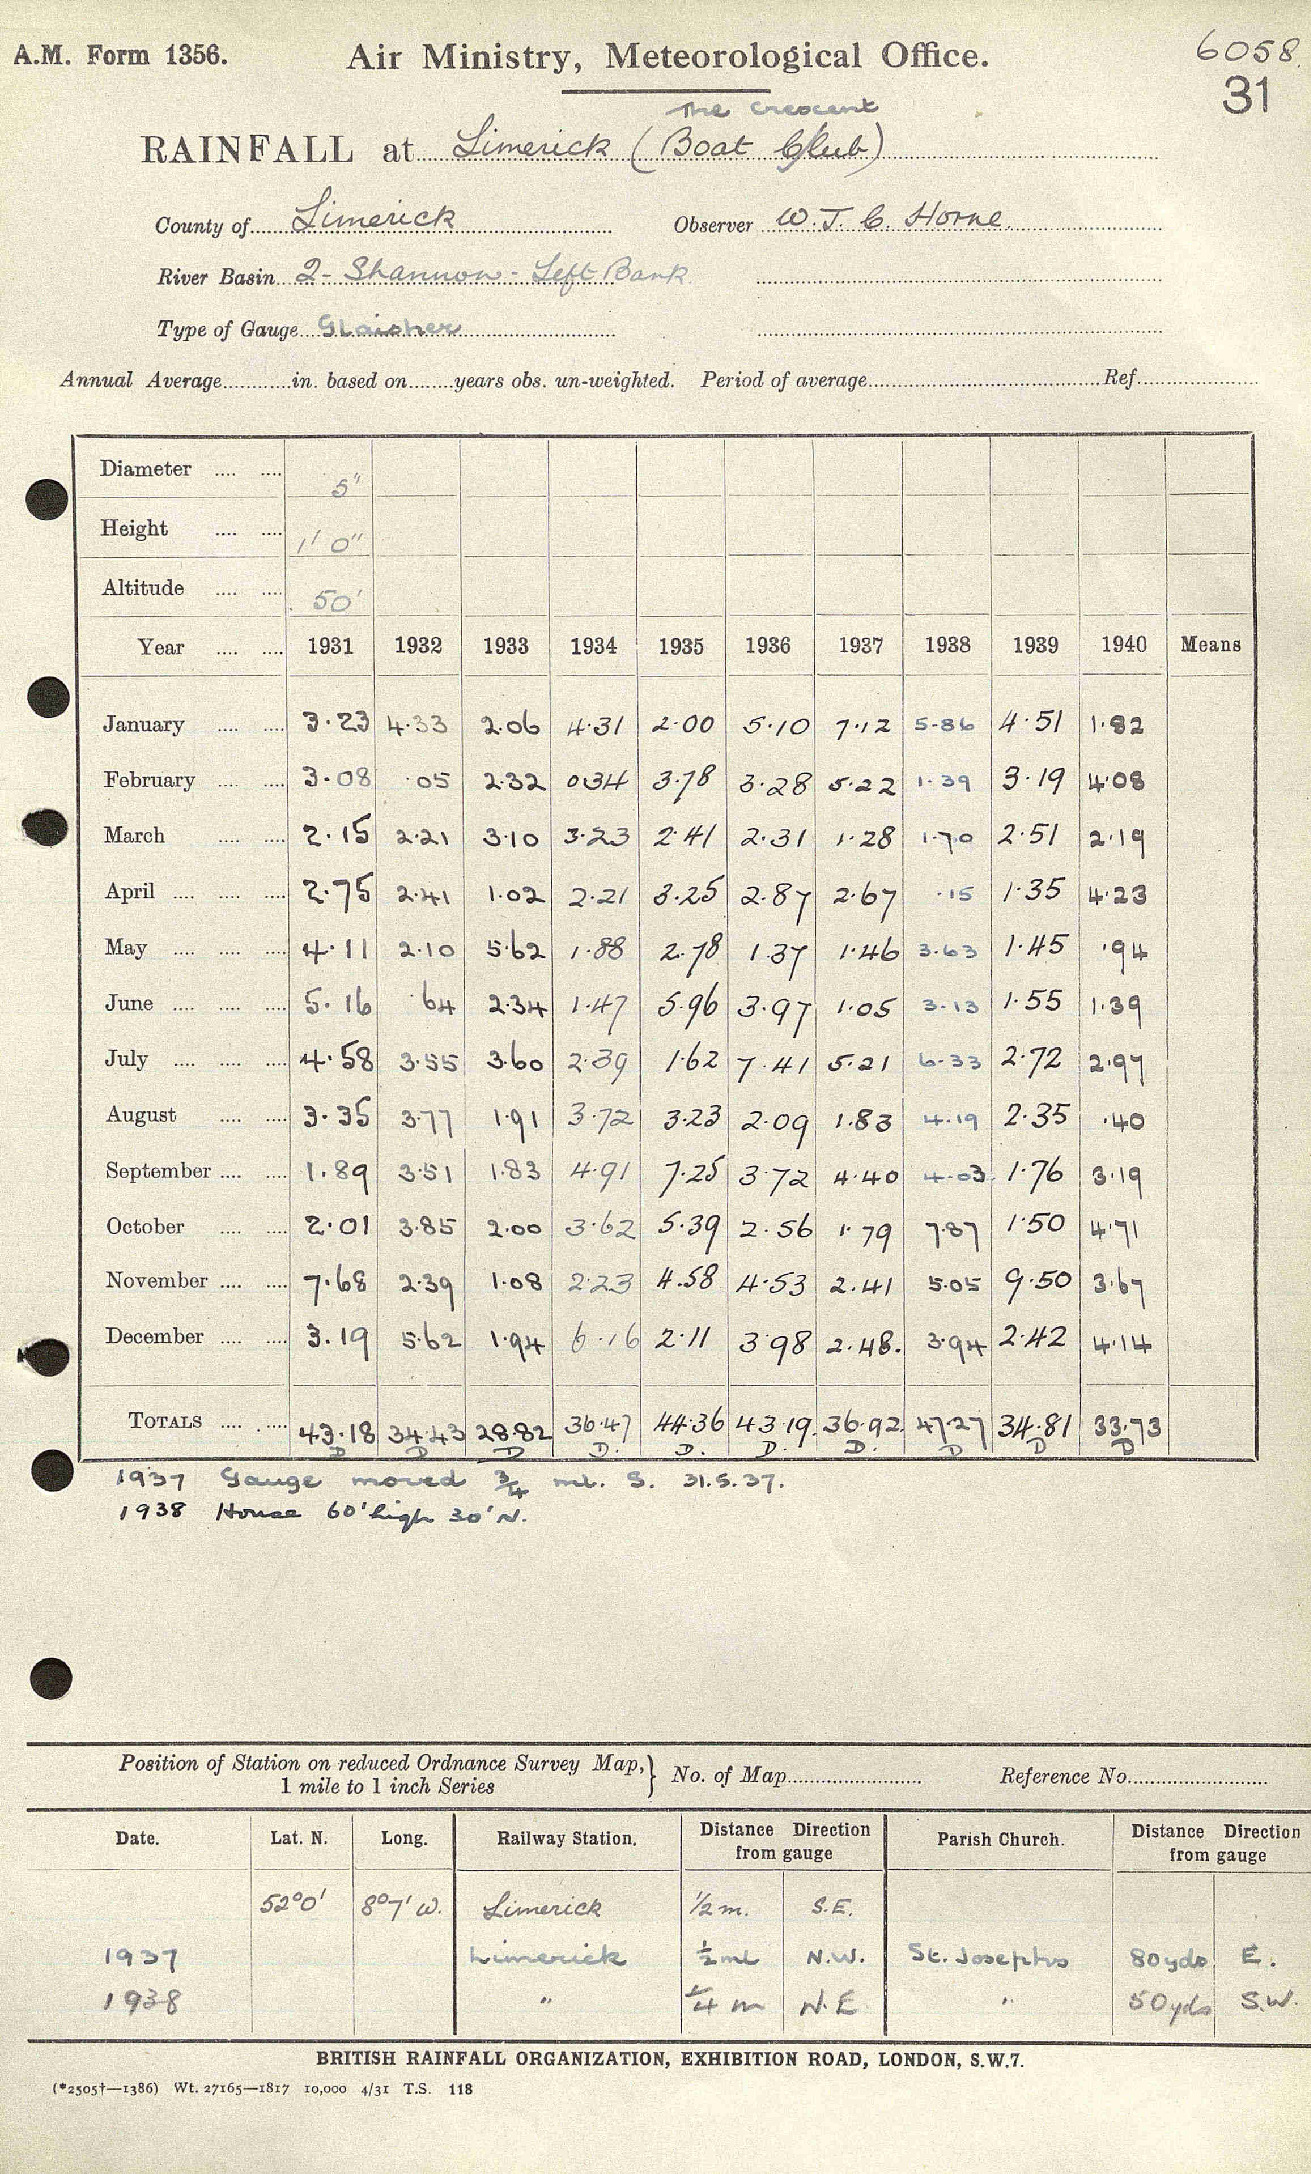 A.M. Form 1356. Air Ministry, Meteorological Office. 6058.
31
The Crescent
RAINFALL at Limerick (Boat Club)
County of Limerick Observer W. J. C. Horne.
River Basin 2 - Shannon - Left Bank
Type of Gauge Glaisher
Annual Average in. based on years obs. un-weighted. Period of average Ref.
Diameter 5"
Height 1' 0"
Altitude 50'
Year 1931 1932 1933 1934 1935 1936 1937 1938 1939 1940 Means
January 3.23 4.33 2.06 4.31 2.00 5.10 7.12 5.86 4.51 1.82
February 3.08 .05 2.32 0.34 3.78 3.28 5.22 1.39 3.19 4.08
March 2.15 2.21 3.10 3.23 2.41 2.31 1.28 1.70 2.51 2.19
April 2.75 2.41 1.02 2.21 3.25 2.87 2.67 .15 1.35 4.23
May 4.11 2.10 5.62 1.88 2.78 1.37 1.46 3.63 1.45 .94
June 5.16 .64 2.34 1.47 5.96 3.97 1.05 3.13 1.55 1.39
July 4.58 3.55 3.60 2.39 1.62 7.41 5.21 6.33 2.72 2.97
August 3.35 3.77 1.91 3.72 3.23 2.09 1.83 4.19 2.35 .40
September 1.89 3.51 1.83 4.91 7.25 3.72 4.40 4.03 1.76 3.19
October 2.01 3.85 2.00 3.62 5.39 2.56 1.79 7.87 1.50 4.71
November 7.68 2.39 1.08 2.23 4.58 4.53 2.41 5.05 9.50 3.67
December 3.19 5.62 1.94 6.16 2.11 3.98 2.48. 3.94 2.42 4.14
TOTALS 43.18 34.43 28.82 36.47 44.36 43.19. 36.92. 47.27 34.81 33.73
D D D D. D. D. D. D D D
1937 Gauge moved 3/4 ml. S. 31.5.37.
1938 House 60' high 30' N.
Position of Station on reduced Ordnance Survey Map, } No. of Map Reference No.
1 mile to 1 inch Series
Date. Lat. N. Long. Railway Station. Distance Direction from gauge Parish Church. Distance Direction from gauge
52°0' 8°7' W. Limerick 1/2 m. S.E.
1937 Limerick 1/2 ml N.W. St. Josephs 80 yds E.
1938 " 1/4 m N.E " 50 yds S.W.
BRITISH RAINFALL ORGANIZATION, EXHIBITION ROAD, LONDON, S.W.7.
(*2505†—1386) Wt. 27165—1817 10,000 4/31 T.S. 118